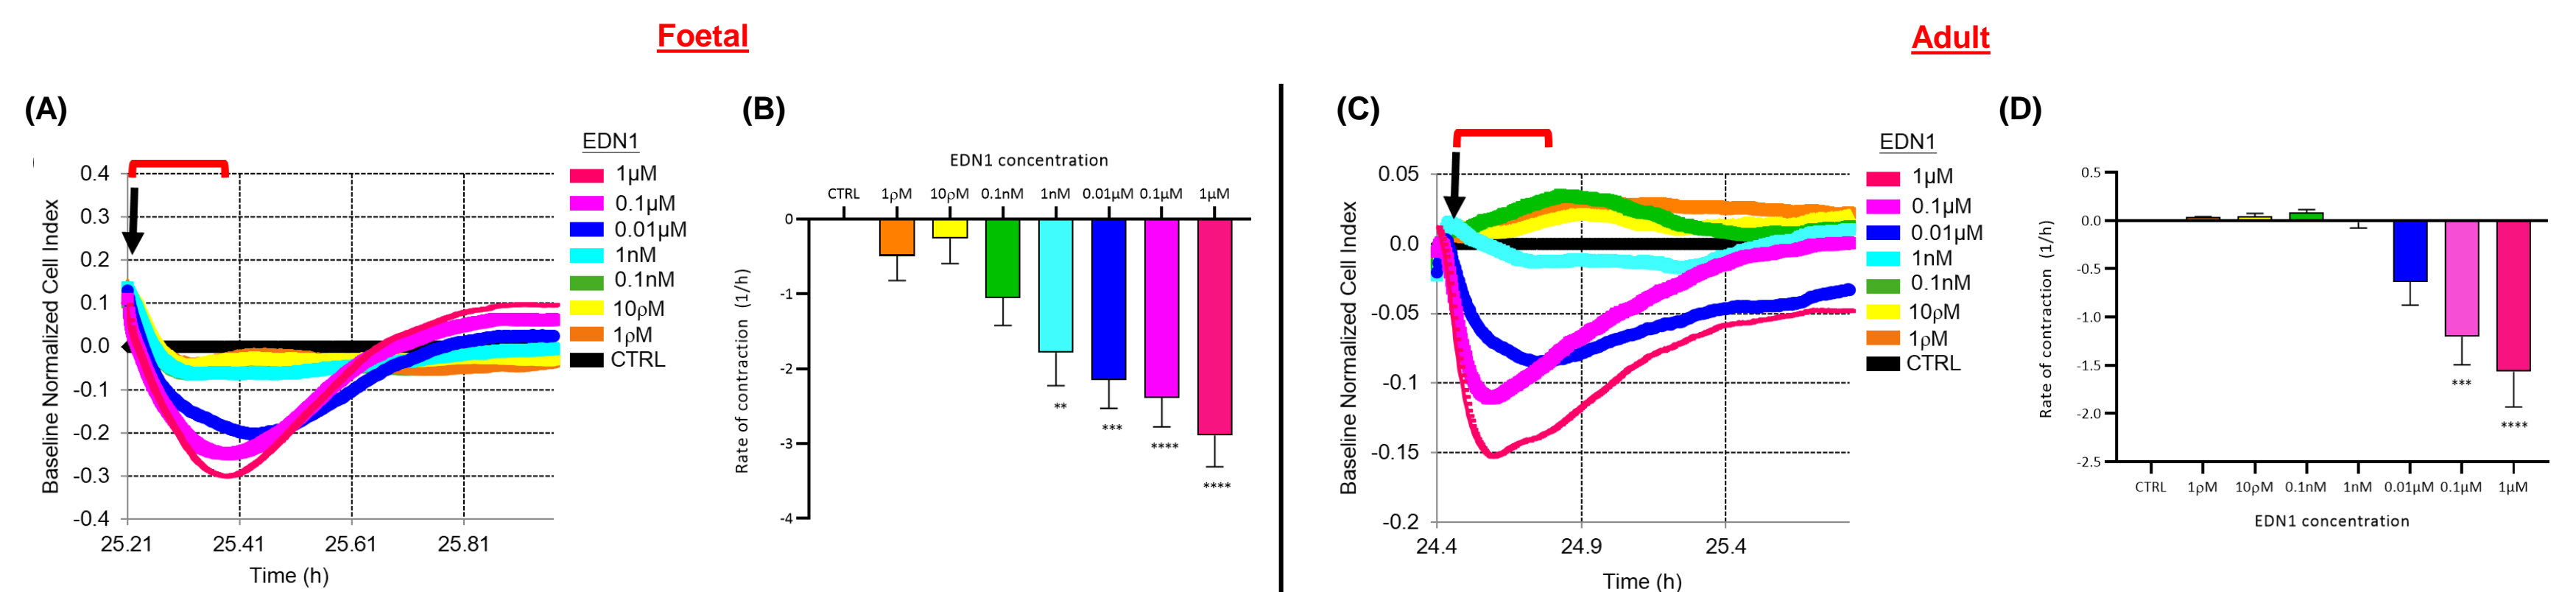 Foetal
Adult
(A)
EDN1
1µM
0.1µM
0.01µM
1nM
0.1nM
10ρM
1ρM
CTRL
Baseline Normalized Cell Index
0.4
0.3
0.2
0.1
0.0
-0.1
-0.2
-0.3
-0.4
25.21 25.41 25.61 25.81
Time (h)
(B)
EDN1 concentration
CTRL 1ρM 10ρM 0.1nM 1nM 0.01µM 0.1µM 1µM
Rate of contraction (1/h)
0
-1
-2
-3
-4
**
***
****
****
(C)
EDN1
1µM
0.1µM
0.01µM
1nM
0.1nM
10ρM
1ρM
CTRL
Baseline Normalized Cell Index
0.05
0.0
-0.05
-0.1
-0.15
-0.2
24.4 24.9 25.4
Time (h)
(D)
Rate of contraction (1/h)
0.5
0.0
-0.5
-1.0
-1.5
-2.0
-2.5
***
****
CTRL 1ρM 10ρM 0.1nM 1nM 0.01µM 0.1µM 1µM
EDN1 concentration